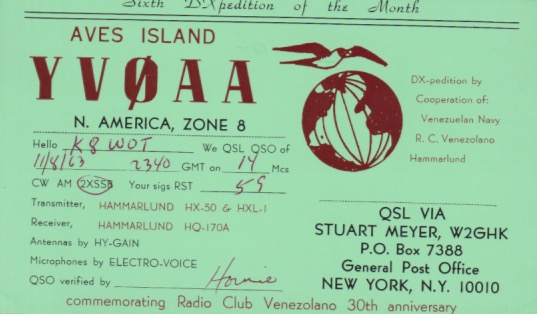 Sixth DXpedition of the Month
AVES ISLAND
YVØAA
N. AMERICA, ZONE 8
Hello K8WOT We QSL QSO of
11/8/63 2340 GMT on 14 Mcs
CW AM 2XSSB Your sigs RST 59
Transmitter, HAMMARLUND HX-50 & HXL-1
Receiver, HAMMARLUND HQ-170A
Antennas by HY-GAIN
Microphones by ELECTRO-VOICE
QSO verified by Howie
DX-pedition by
Cooperation of:
Venezuelan Navy
R. C. Venezolano
Hammarlund
QSL VIA
STUART MEYER, W2GHK
P.O. Box 7388
General Post Office
NEW YORK, N.Y. 10010
commemorating Radio Club Venezolano 30th anniversary